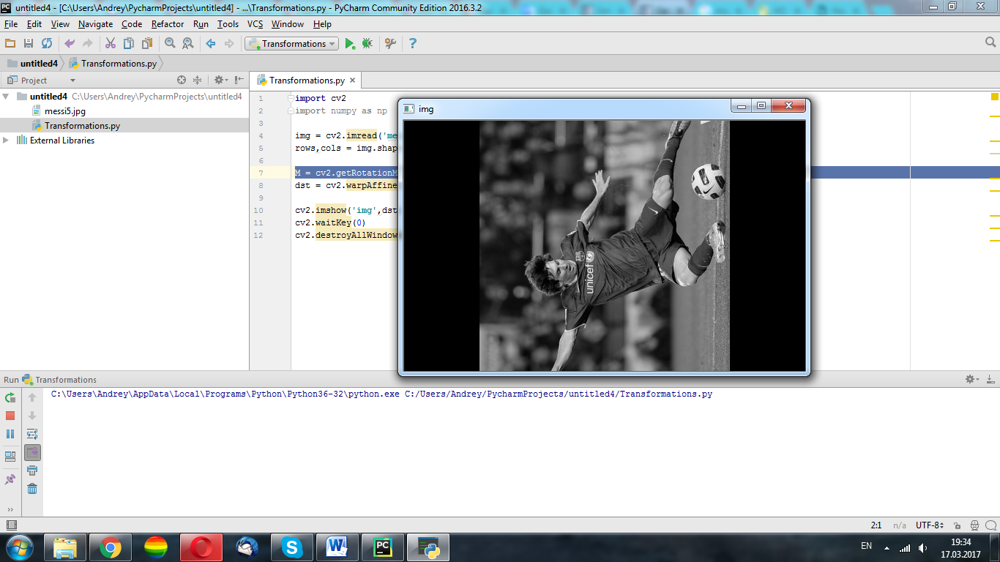 untitled4 - [C:\Users\Andrey\PycharmProjects\untitled4] - ...\Transformations.py - PyCharm Community Edition 2016.3.2
File Edit View Navigate Code Refactor Run Tools VCS Window Help
Transformations
untitled4 Transformations.py
Project
Transformations.py
untitled4 C:\Users\Andrey\PycharmProjects\untitled4
messi5.jpg
Transformations.py
External Libraries
1 import cv2
2 import numpy as np
3
4 img = cv2.imread('me
5 rows,cols = img.shap
6
7 M = cv2.getRotationM
8 dst = cv2.warpAffine
9
10 cv2.imshow('img',dst
11 cv2.waitKey(0)
12 cv2.destroyAllWindow
img
unicef
Run Transformations
C:\Users\Andrey\AppData\Local\Programs\Python\Python36-32\python.exe C:/Users/Andrey/PycharmProjects/untitled4/Transformations.py
2:1 n/a UTF-8
EN
19:34
17.03.2017